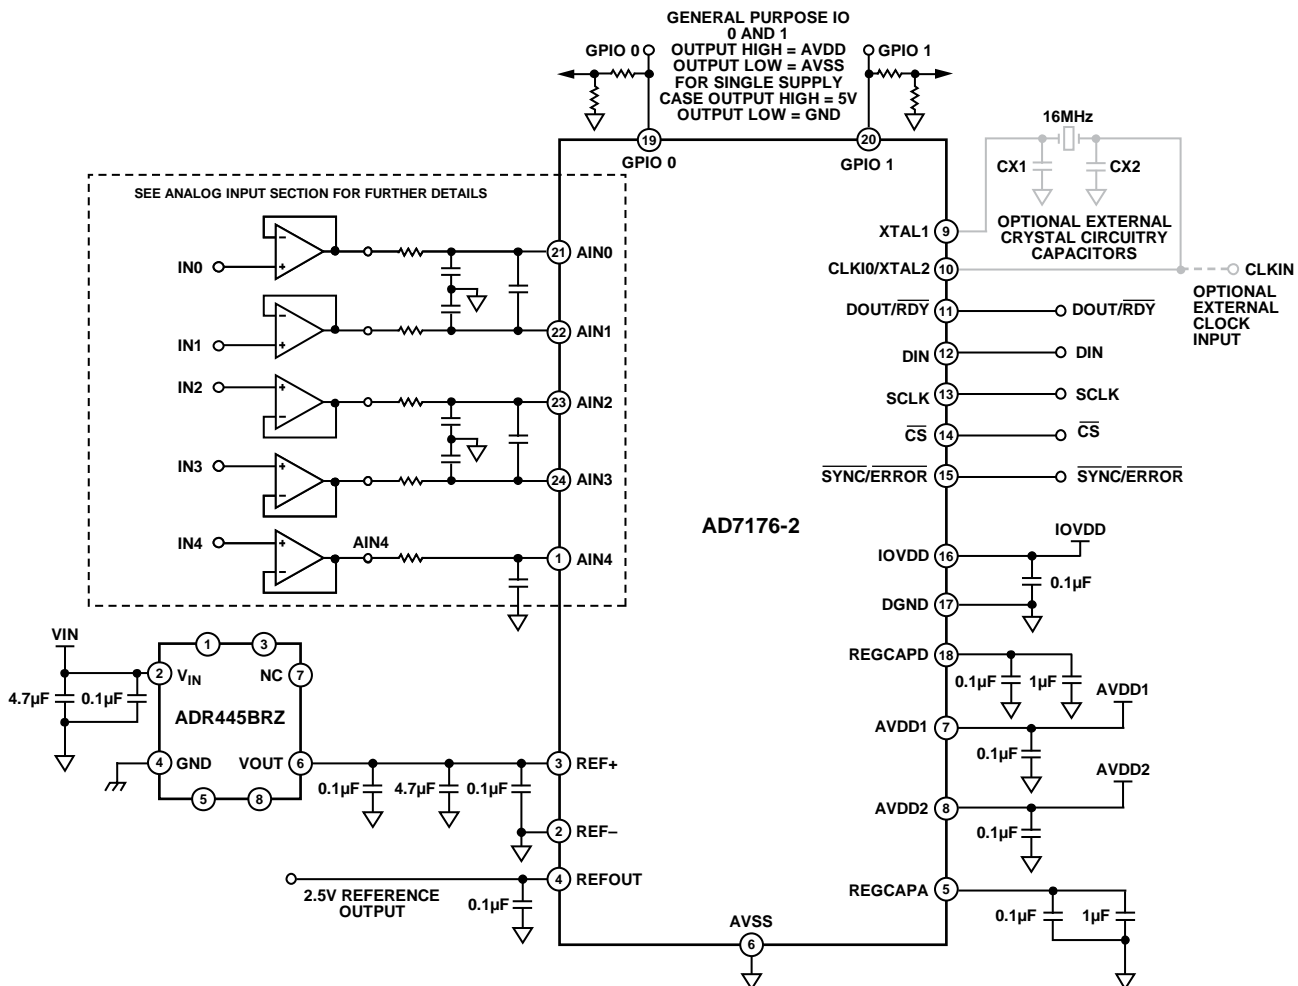 GENERAL PURPOSE IO
0 AND 1
GPIO 0
OUTPUT HIGH = AVDD
GPIO 1
OUTPUT LOW = AVSS
FOR SINGLE SUPPLY
CASE OUTPUT HIGH = 5V
OUTPUT LOW = GND
19
20
GPIO 0
GPIO 1
16MHz
CX1
CX2
OPTIONAL EXTERNAL
CRYSTAL CIRCUITRY
CAPACITORS
SEE ANALOG INPUT SECTION FOR FURTHER DETAILS
IN0
−
+
21
AIN0
IN1
−
+
22
AIN1
IN2
+
−
23
AIN2
IN3
+
−
24
AIN3
IN4
+
−
AIN4
1
AIN4
XTAL1
9
CLKI0/XTAL2
10
CLKIN
OPTIONAL
EXTERNAL
CLOCK
INPUT
DOUT/RDY
11
DOUT/RDY
DIN
12
DIN
SCLK
13
SCLK
CS
14
CS
SYNC/ERROR
15
SYNC/ERROR
AD7176-2
IOVDD
IOVDD
16
0.1µF
DGND
17
REGCAPD
18
0.1µF
1µF
AVDD1
AVDD1
7
0.1µF
AVDD2
AVDD2
8
0.1µF
REGCAPA
5
0.1µF
1µF
VIN
4.7µF
0.1µF
1
3
2
VIN
NC
7
ADR445BRZ
4
GND
VOUT
6
5
8
0.1µF
4.7µF
0.1µF
3
REF+
2
REF−
4
REFOUT
2.5V REFERENCE
OUTPUT
0.1µF
AVSS
6